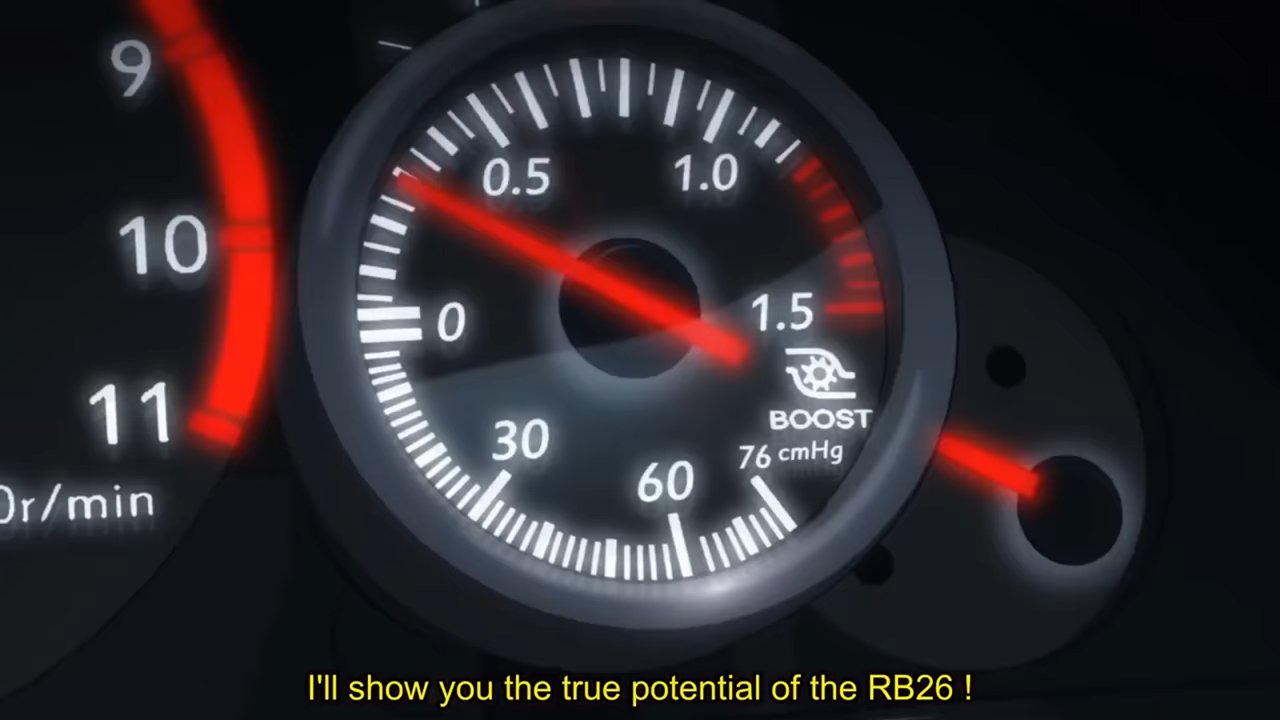 9
10
11
0r/min
0.5
1.0
0
1.5
BOOST
30
60
76 cmHg
I'll show you the true potential of the RB26 !